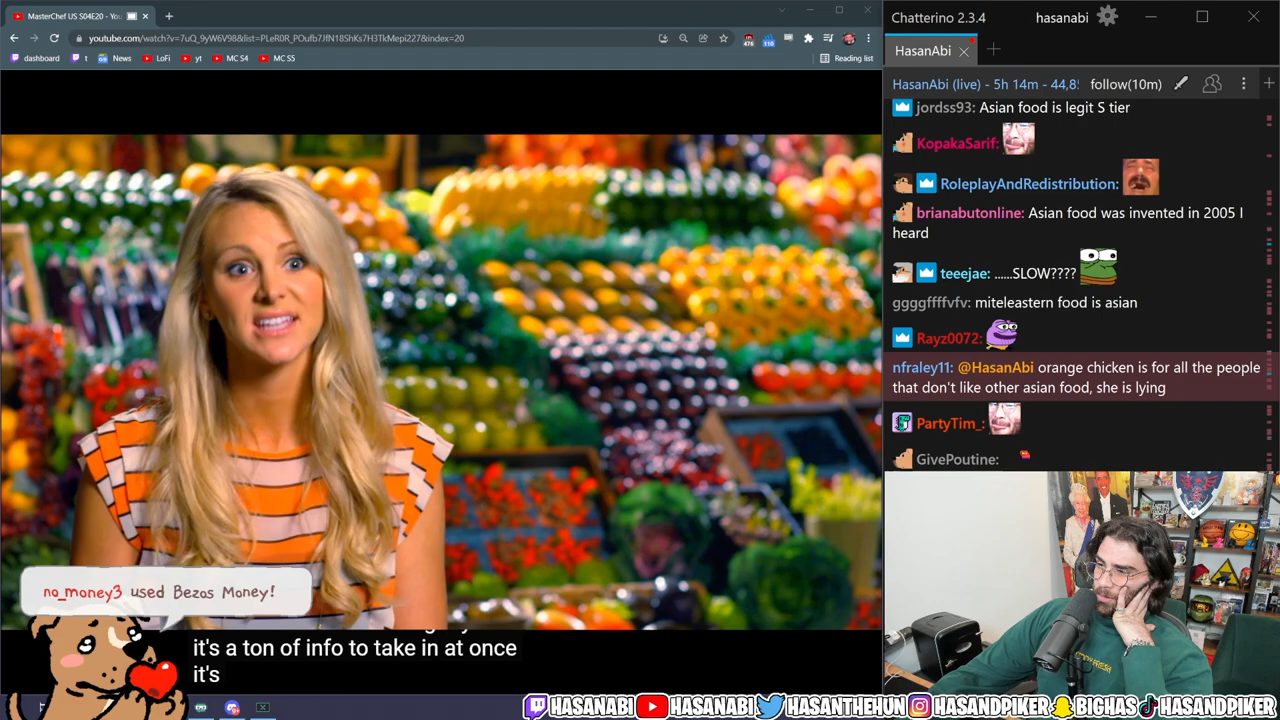 MasterChef US S04E20 - You
youtube.com/watch?v=7uQ_9yW6V98&list=PLeR0R_POufb7JfN18ShKs7H3TkMepi227&index=20
476
110
dashboard
t
News
LoFi
yt
MC S4
MC S5
Reading list
no_money3 used Bezos Money!
it's a ton of info to take in at once
it's
Chatterino 2.3.4
hasanabi
HasanAbi
HasanAbi (live) - 5h 14m - 44,8
follow(10m)
jordss93: Asian food is legit S tier
KopakaSarif:
RoleplayAndRedistribution:
brianabutonline: Asian food was invented in 2005 I
heard
teeejae: ......SLOW????
ggggffffvfv: miteleastern food is asian
Rayz0072:
nfraley11: @HasanAbi orange chicken is for all the people
that don't like other asian food, she is lying
PartyTim_:
GivePoutine:
HASANABI HASANABI HASANTHEHUN HASANDPIKER BIGHAS HASANDPIKER